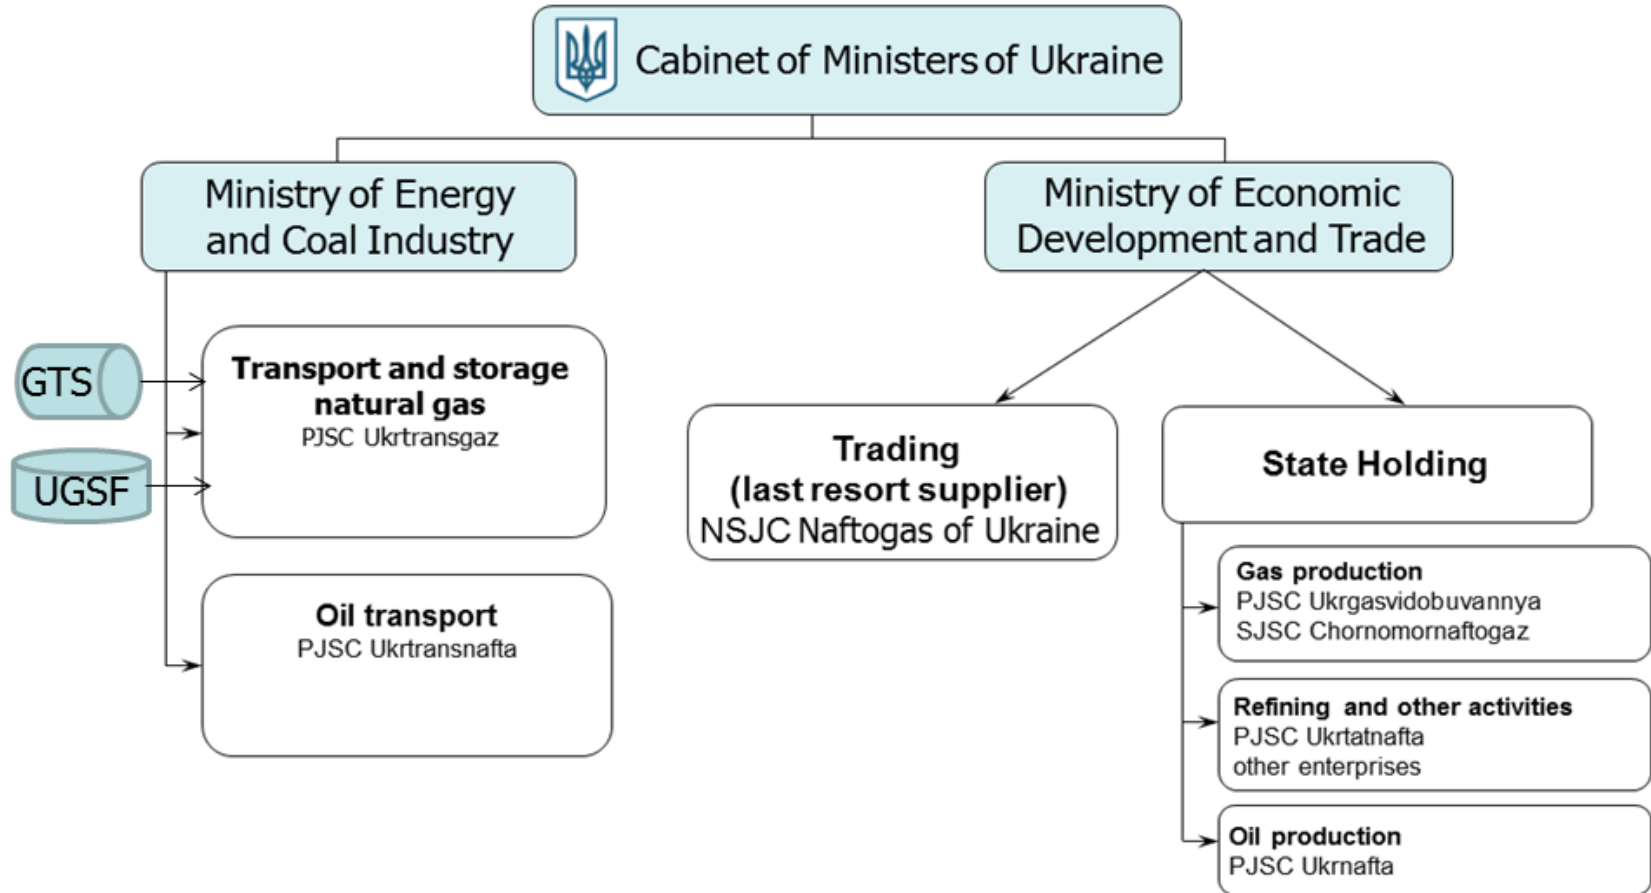 Cabinet of Ministers of Ukraine
Ministry of Energy
and Coal Industry
Ministry of Economic
Development and Trade
GTS
UGSF
Transport and storage
natural gas
PJSC Ukrtransgaz
Oil transport
PJSC Ukrtransnafta
Trading
(last resort supplier)
NSJC Naftogas of Ukraine
State Holding
Gas production
PJSC Ukrgasvidobuvannya
SJSC Chornomornaftogaz
Refining and other activities
PJSC Ukrtatnafta
other enterprises
Oil production
PJSC Ukrnafta